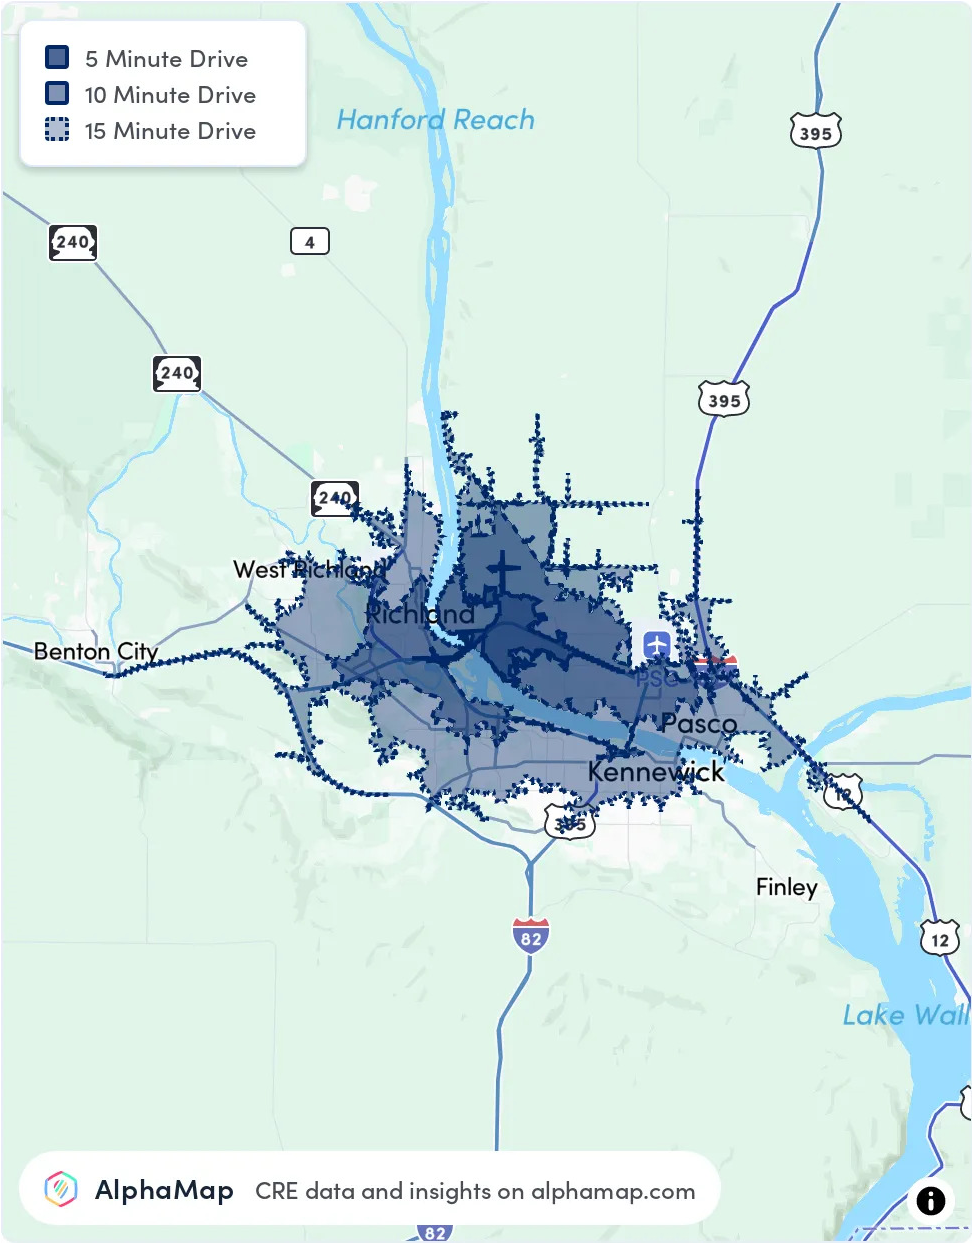 5 Minute Drive
10 Minute Drive
15 Minute Drive
Hanford Reach
395
240
4
240
395
240
West Richland
Richland
Benton City
PSC
Pasco
Kennewick
12
395
Finley
82
12
Lake Wall
AlphaMap CRE data and insights on alphamap.com
82